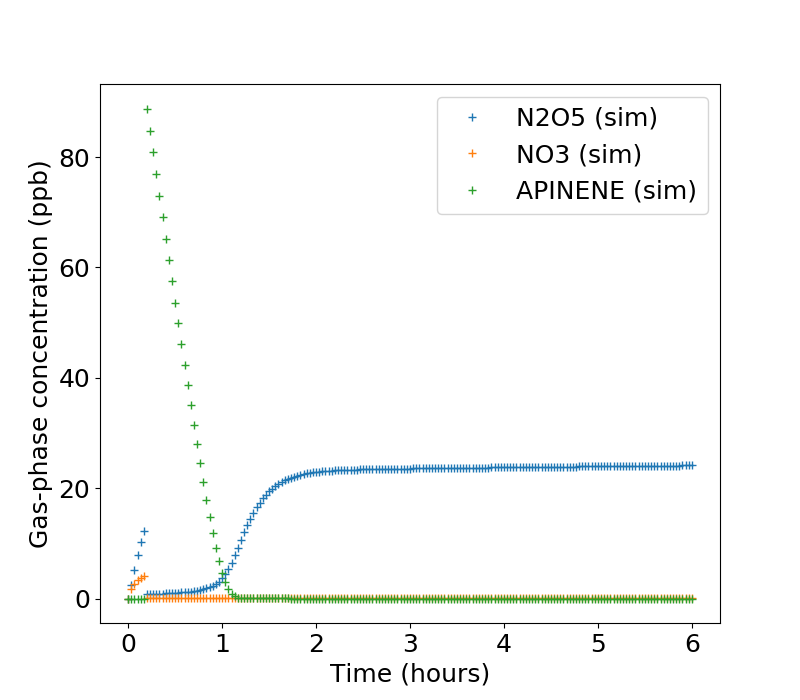 N2O5 (sim)
NO3 (sim)
APINENE (sim)
Gas-phase concentration (ppb)
80
60
40
20
0
0 1 2 3 4 5 6
Time (hours)